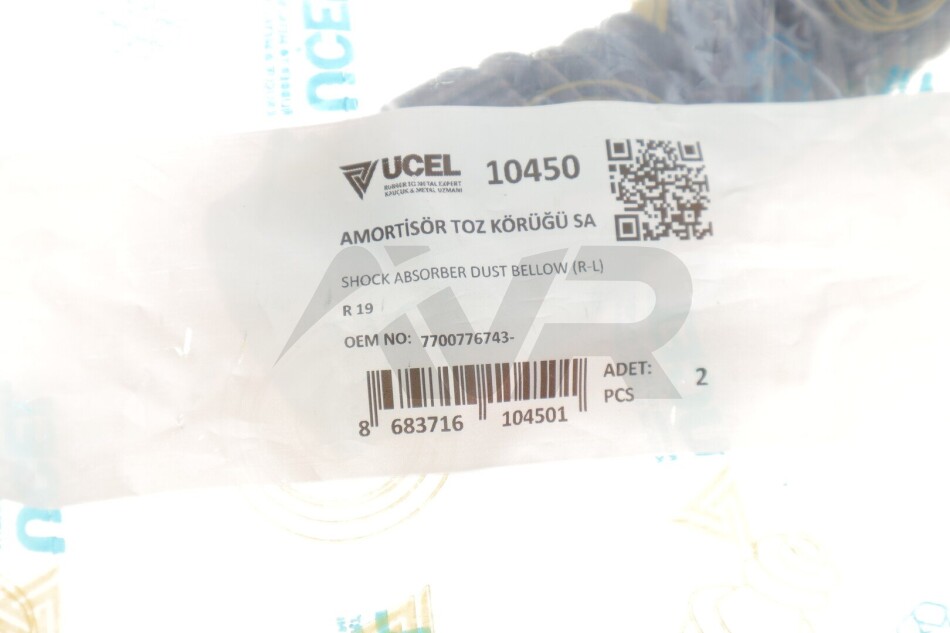 ÜCEL
UCEL 10450
RUBBER TO METAL EXPERT
KAUÇUK & METAL UZMANI
AMORTİSÖR TOZ KÖRÜĞÜ SA
SHOCK ABSORBER DUST BELLOW (R-L)
R 19
OEM NO: 7700776743-
ADET: 2
PCS
8 683716 104501